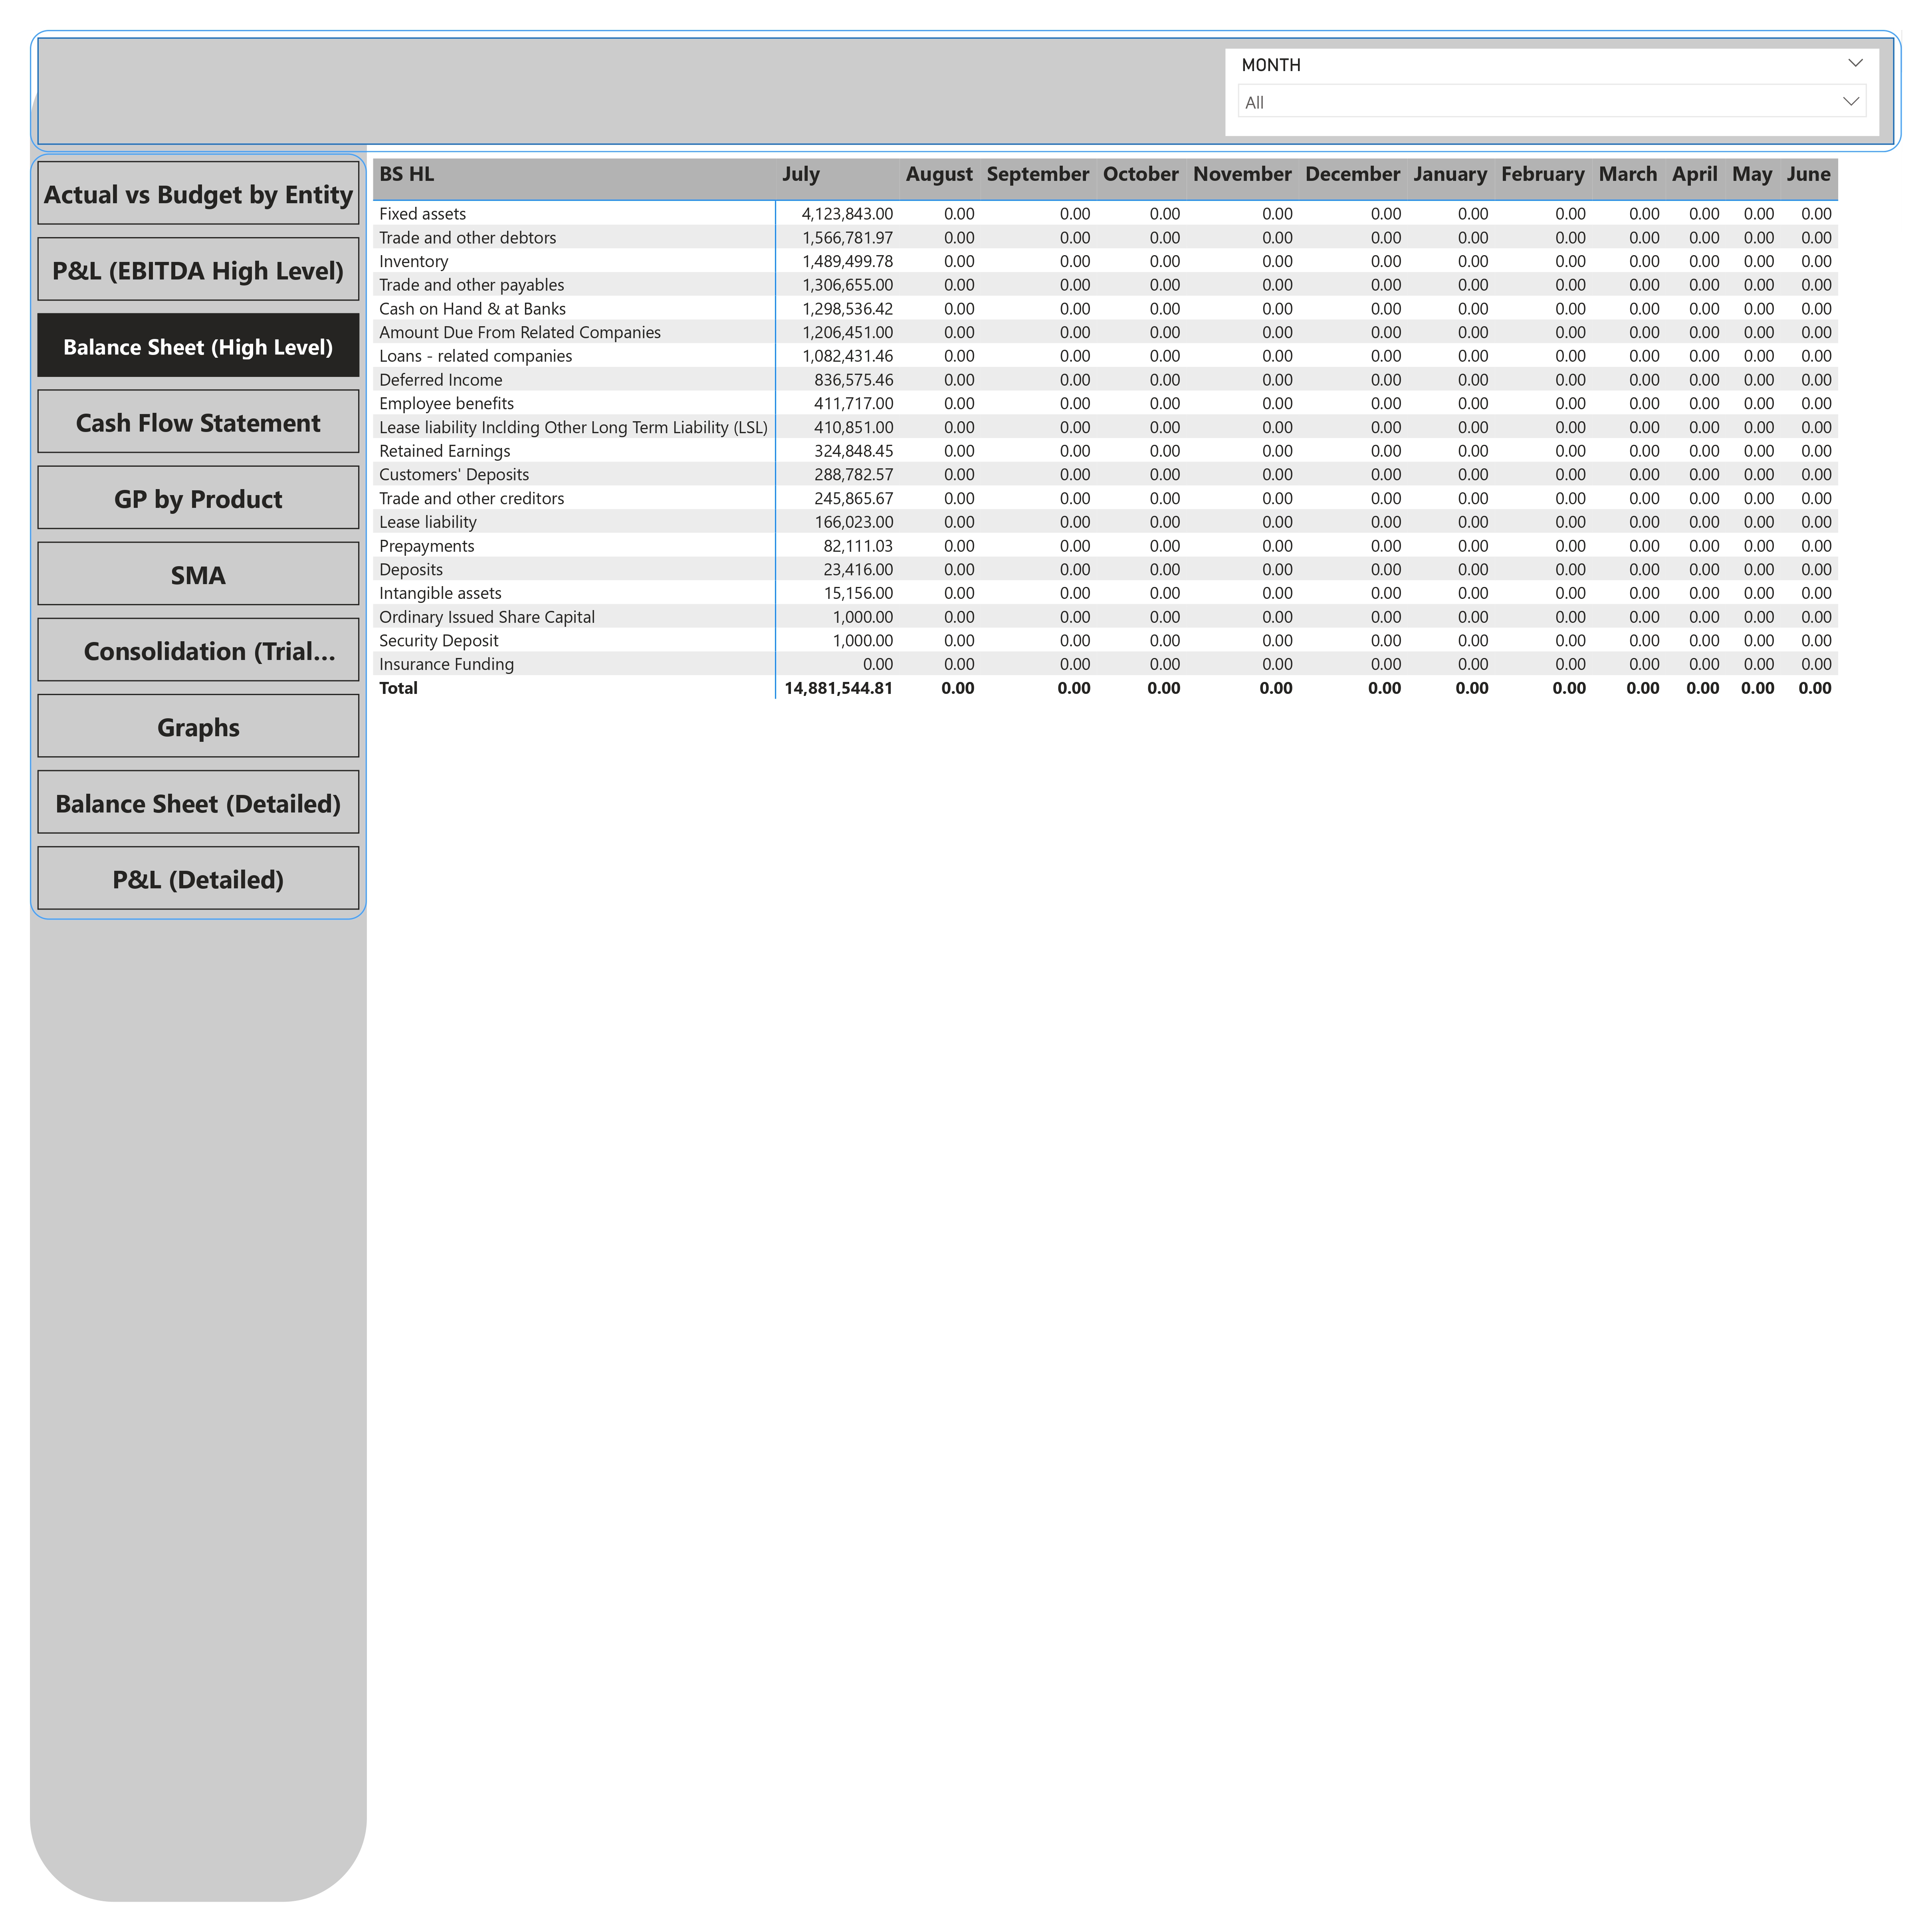 MONTH
All
Actual vs Budget by Entity
P&L (EBITDA High Level)
Balance Sheet (High Level)
Cash Flow Statement
GP by Product
SMA
Consolidation (Trial...
Graphs
Balance Sheet (Detailed)
P&L (Detailed)
BS HL July August September October November December January February March April May June
Fixed assets 4,123,843.00 0.00 0.00 0.00 0.00 0.00 0.00 0.00 0.00 0.00 0.00 0.00
Trade and other debtors 1,566,781.97 0.00 0.00 0.00 0.00 0.00 0.00 0.00 0.00 0.00 0.00 0.00
Inventory 1,489,499.78 0.00 0.00 0.00 0.00 0.00 0.00 0.00 0.00 0.00 0.00 0.00
Trade and other payables 1,306,655.00 0.00 0.00 0.00 0.00 0.00 0.00 0.00 0.00 0.00 0.00 0.00
Cash on Hand & at Banks 1,298,536.42 0.00 0.00 0.00 0.00 0.00 0.00 0.00 0.00 0.00 0.00 0.00
Amount Due From Related Companies 1,206,451.00 0.00 0.00 0.00 0.00 0.00 0.00 0.00 0.00 0.00 0.00 0.00
Loans - related companies 1,082,431.46 0.00 0.00 0.00 0.00 0.00 0.00 0.00 0.00 0.00 0.00 0.00
Deferred Income 836,575.46 0.00 0.00 0.00 0.00 0.00 0.00 0.00 0.00 0.00 0.00 0.00
Employee benefits 411,717.00 0.00 0.00 0.00 0.00 0.00 0.00 0.00 0.00 0.00 0.00 0.00
Lease liability Inclding Other Long Term Liability (LSL) 410,851.00 0.00 0.00 0.00 0.00 0.00 0.00 0.00 0.00 0.00 0.00 0.00
Retained Earnings 324,848.45 0.00 0.00 0.00 0.00 0.00 0.00 0.00 0.00 0.00 0.00 0.00
Customers' Deposits 288,782.57 0.00 0.00 0.00 0.00 0.00 0.00 0.00 0.00 0.00 0.00 0.00
Trade and other creditors 245,865.67 0.00 0.00 0.00 0.00 0.00 0.00 0.00 0.00 0.00 0.00 0.00
Lease liability 166,023.00 0.00 0.00 0.00 0.00 0.00 0.00 0.00 0.00 0.00 0.00 0.00
Prepayments 82,111.03 0.00 0.00 0.00 0.00 0.00 0.00 0.00 0.00 0.00 0.00 0.00
Deposits 23,416.00 0.00 0.00 0.00 0.00 0.00 0.00 0.00 0.00 0.00 0.00 0.00
Intangible assets 15,156.00 0.00 0.00 0.00 0.00 0.00 0.00 0.00 0.00 0.00 0.00 0.00
Ordinary Issued Share Capital 1,000.00 0.00 0.00 0.00 0.00 0.00 0.00 0.00 0.00 0.00 0.00 0.00
Security Deposit 1,000.00 0.00 0.00 0.00 0.00 0.00 0.00 0.00 0.00 0.00 0.00 0.00
Insurance Funding 0.00 0.00 0.00 0.00 0.00 0.00 0.00 0.00 0.00 0.00 0.00 0.00
Total 14,881,544.81 0.00 0.00 0.00 0.00 0.00 0.00 0.00 0.00 0.00 0.00 0.00